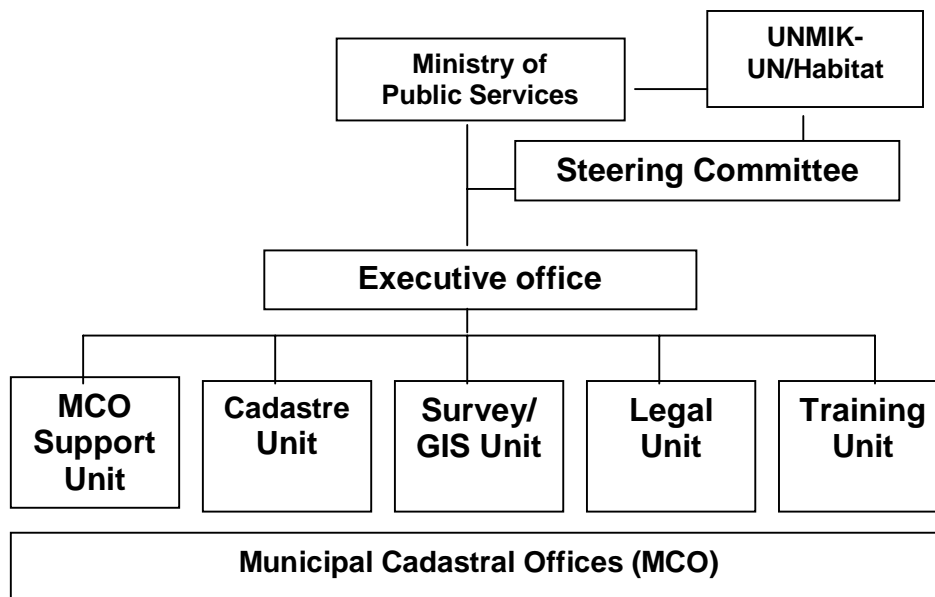 Ministry of
Public Services
UNMIK-
UN/Habitat
Steering Committee
Executive office
MCO
Support
Unit
Cadastre
Unit
Survey/
GIS Unit
Legal
Unit
Training
Unit
Municipal Cadastral Offices (MCO)